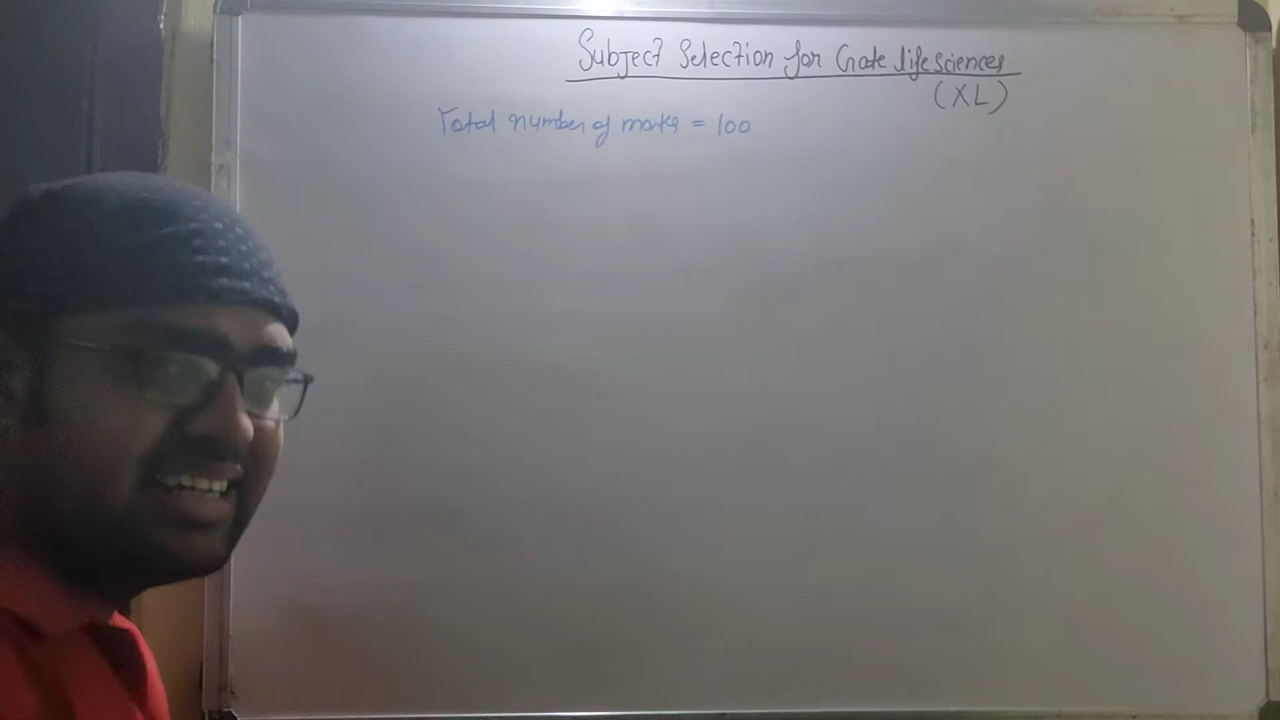 Subject Selection for Gate life sciences
(XL)
Total number of marks = 100